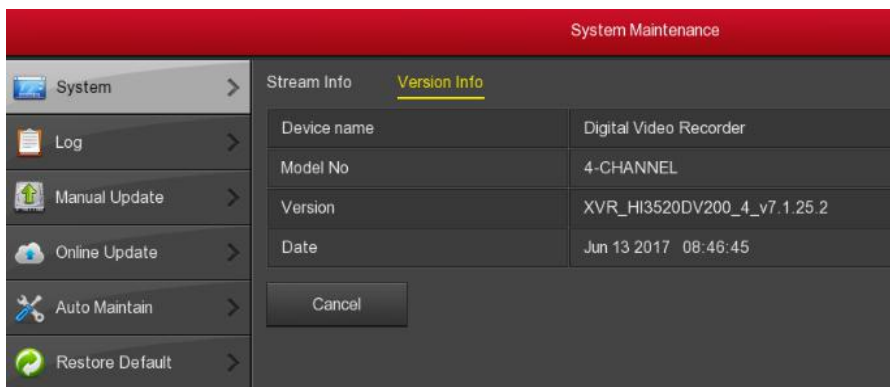 System Maintenance
System
Log
Manual Update
Online Update
Auto Maintain
Restore Default
Stream Info Version Info
Device name Digital Video Recorder
Model No 4-CHANNEL
Version XVR_HI3520DV200_4_v7.1.25.2
Date Jun 13 2017 08:46:45
Cancel